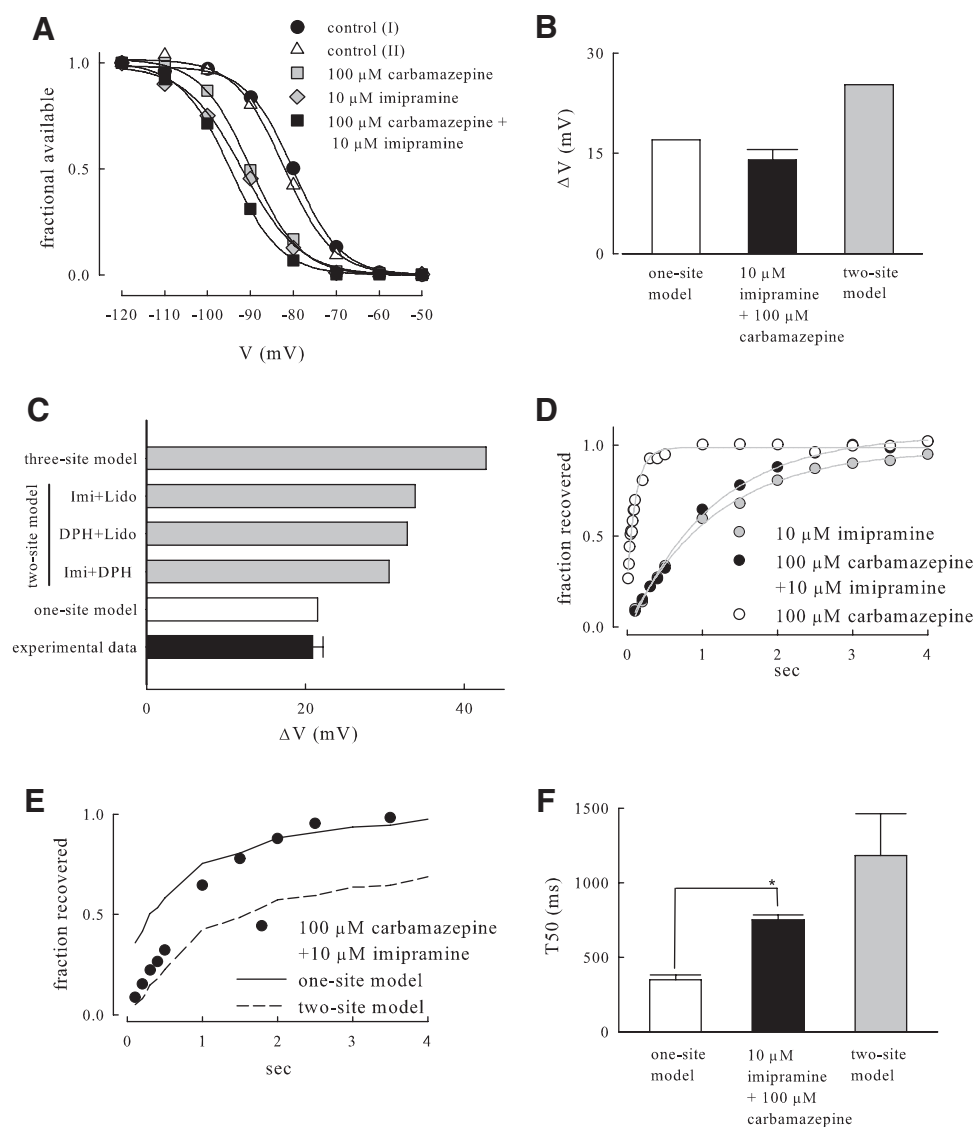 A
control (I)
control (II)
100 µM carbamazepine
10 µM imipramine
100 µM carbamazepine +
10 µM imipramine
fractional available
1.0
0.5
0.0
-120 -110 -100 -90 -80 -70 -60 -50
V (mV)
B
ΔV (mV)
30
15
0
one-site
model
10 µM
imipramine
+ 100 µM
carbamazepine
two-site
model
C
three-site model
two-site model
Imi+Lido
DPH+Lido
Imi+DPH
one-site model
experimental data
0 20 40
ΔV (mV)
D
fraction recovered
1.0
0.5
0.0
10 µM imipramine
100 µM carbamazepine
+10 µM imipramine
100 µM carbamazepine
0 1 2 3 4
sec
E
fraction recovered
1.0
0.5
0.0
100 µM carbamazepine
+10 µM imipramine
one-site model
two-site model
0 1 2 3 4
sec
F
T50 (ms)
1500
1000
500
0
*
one-site
model
10 µM
imipramine
+ 100 µM
carbamazepine
two-site
model